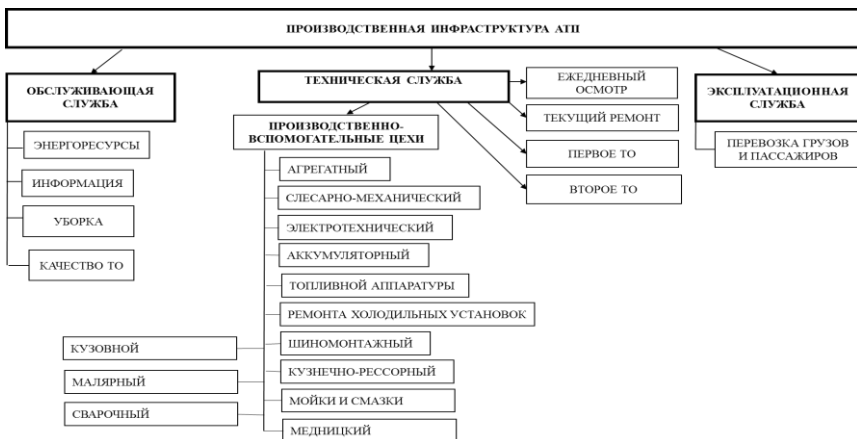 ПРОИЗВОДСТВЕННАЯ ИНФРАСТРУКТУРА АТП
ОБСЛУЖИВАЮЩАЯ
СЛУЖБА
ЭНЕРГОРЕСУРСЫ
ИНФОРМАЦИЯ
УБОРКА
КАЧЕСТВО ТО
ТЕХНИЧЕСКАЯ СЛУЖБА
ПРОИЗВОДСТВЕННО-
ВСПОМОГАТЕЛЬНЫЕ ЦЕХИ
АГРЕГАТНЫЙ
СЛЕСАРНО-МЕХАНИЧЕСКИЙ
ЭЛЕКТРОТЕХНИЧЕСКИЙ
АККУМУЛЯТОРНЫЙ
ТОПЛИВНОЙ АППАРАТУРЫ
РЕМОНТА ХОЛОДИЛЬНЫХ УСТАНОВОК
ШИНОМОНТАЖНЫЙ
КУЗНЕЧНО-РЕССОРНЫЙ
МОЙКИ И СМАЗКИ
МЕДНИЦКИЙ
КУЗОВНОЙ
МАЛЯРНЫЙ
СВАРОЧНЫЙ
ЕЖЕДНЕВНЫЙ
ОСМОТР
ТЕКУЩИЙ РЕМОНТ
ПЕРВОЕ ТО
ВТОРОЕ ТО
ЭКСПЛУАТАЦИОННАЯ
СЛУЖБА
ПЕРЕВОЗКА ГРУЗОВ
И ПАССАЖИРОВ